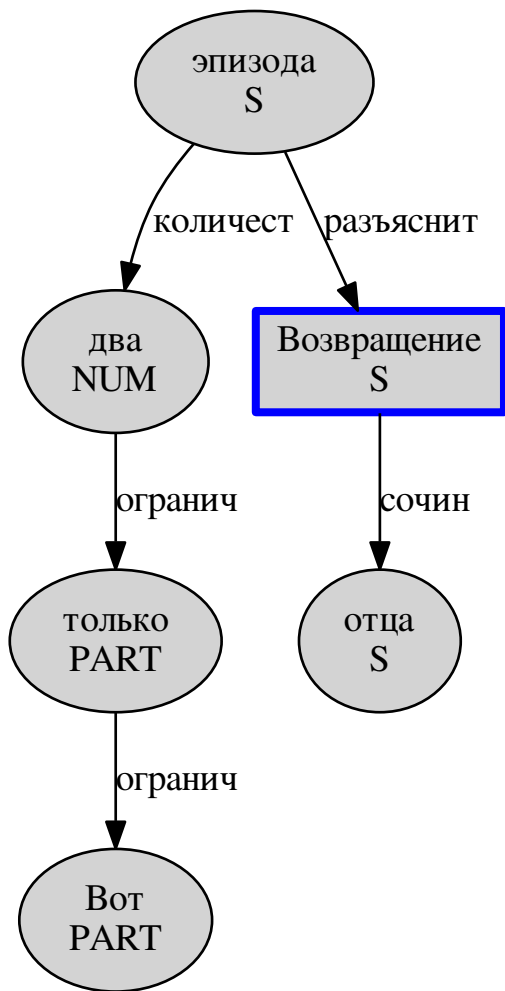 эпизода
S
количест
разъяснит
два
NUM
Возвращение
S
огранич
сочин
только
PART
отца
S
огранич
Вот
PART